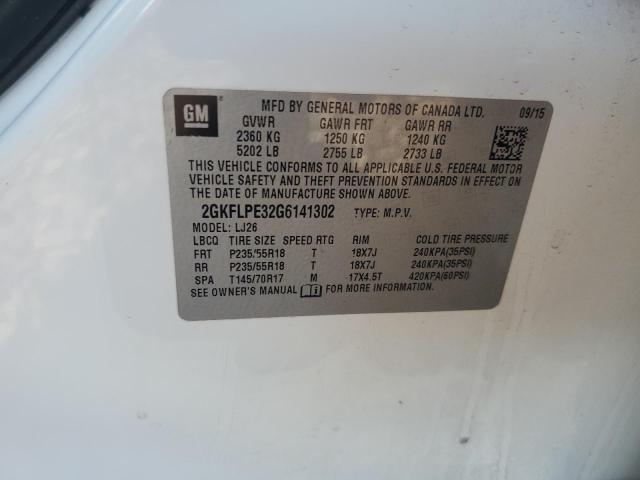 GM
MFD BY GENERAL MOTORS OF CANADA LTD. 09/15
GVWR GAWR FRT GAWR RR
2360 KG 1250 KG 1240 KG
5202 LB 2755 LB 2733 LB
THIS VEHICLE CONFORMS TO ALL APPLICABLE U.S. FEDERAL MOTOR
VEHICLE SAFETY AND THEFT PREVENTION STANDARDS IN EFFECT ON
THE DATE OF MANUFACTURE SHOWN ABOVE.
2GKFLPE32G6141302 TYPE: M.P.V.
MODEL: LJ26
LBCQ TIRE SIZE SPEED RTG RIM COLD TIRE PRESSURE
FRT P235/55R18 T 18X7J 240KPA(35PSI)
RR P235/55R18 T 18X7J 240KPA(35PSI)
SPA T145/70R17 M 17X4.5T 420KPA(60PSI)
SEE OWNER'S MANUAL FOR MORE INFORMATION.